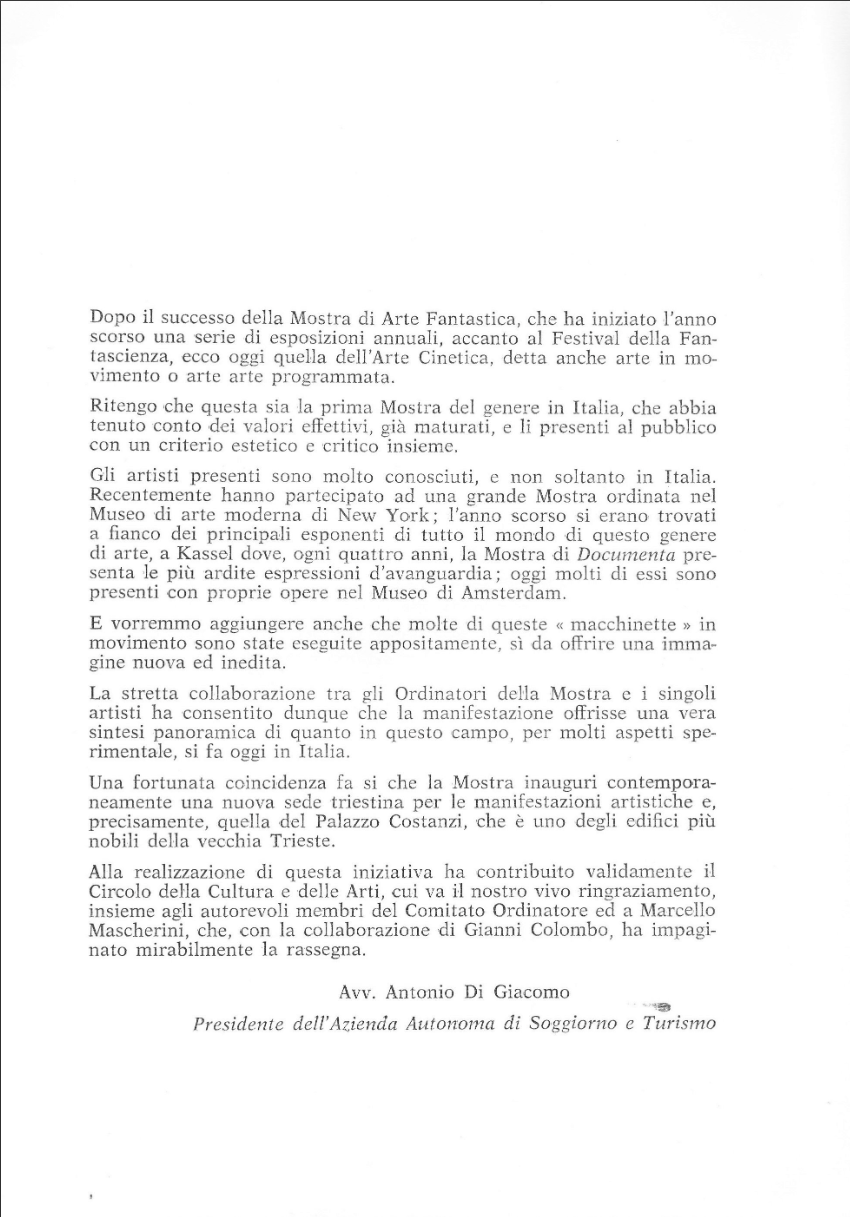 Dopo il successo della Mostra di Arte Fantastica, che ha iniziato l'anno
scorso una serie di esposizioni annuali, accanto al Festival della Fan-
tascienza, ecco oggi quella dell'Arte Cinetica, detta anche arte in mo-
vimento o arte arte programmata.
Ritengo che questa sia la prima Mostra del genere in Italia, che abbia
tenuto conto dei valori effettivi, già maturati, e li presenti al pubblico
con un criterio estetico e critico insieme.
Gli artisti presenti sono molto conosciuti, e non soltanto in Italia.
Recentemente hanno partecipato ad una grande Mostra ordinata nel
Museo di arte moderna di New York; l'anno scorso si erano trovati
a fianco dei principali esponenti di tutto il mondo di questo genere
di arte, a Kassel dove, ogni quattro anni, la Mostra di Documenta pre-
senta le più ardite espressioni d'avanguardia; oggi molti di essi sono
presenti con proprie opere nel Museo di Amsterdam.
E vorremmo aggiungere anche che molte di queste « macchinette » in
movimento sono state eseguite appositamente, sì da offrire una imma-
gine nuova ed inedita.
La stretta collaborazione tra gli Ordinatori della Mostra e i singoli
artisti ha consentito dunque che la manifestazione offrisse una vera
sintesi panoramica di quanto in questo campo, per molti aspetti spe-
rimentale, si fa oggi in Italia.
Una fortunata coincidenza fa si che la Mostra inauguri contempora-
neamente una nuova sede triestina per le manifestazioni artistiche e,
precisamente, quella del Palazzo Costanzi, che è uno degli edifici più
nobili della vecchia Trieste.
Alla realizzazione di questa iniziativa ha contribuito validamente il
Circolo della Cultura e delle Arti, cui va il nostro vivo ringraziamento,
insieme agli autorevoli membri del Comitato Ordinatore ed a Marcello
Mascherini, che, con la collaborazione di Gianni Colombo, ha impagi-
nato mirabilmente la rassegna.
Avv. Antonio Di Giacomo
Presidente dell'Azienda Autonoma di Soggiorno e Turismo